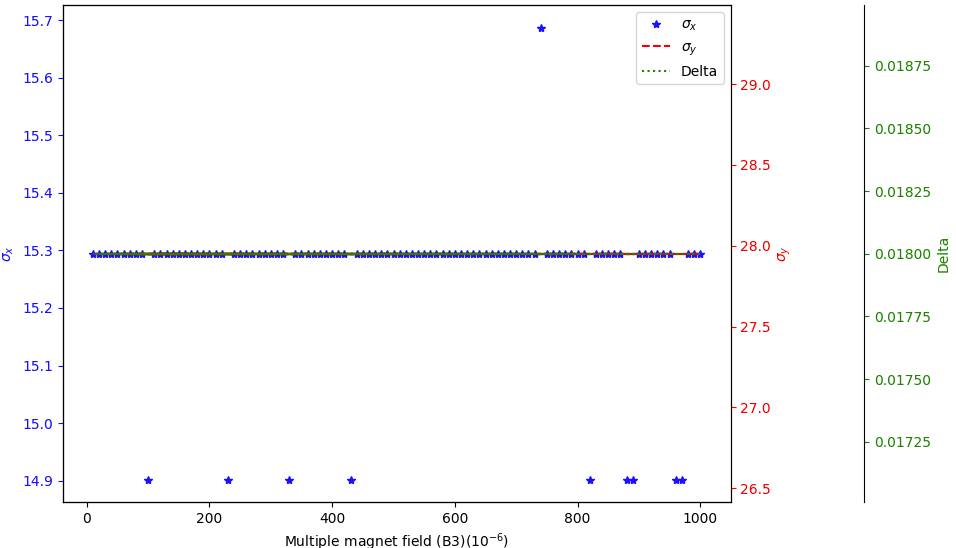 15.7
15.6
15.5
15.4
15.3
15.2
15.1
15.0
14.9
σx
σx
σy
Delta
29.0
28.5
28.0
27.5
27.0
26.5
σy
0.01875
0.01850
0.01825
0.01800
0.01775
0.01750
0.01725
Delta
0 200 400 600 800 1000
Multiple magnet field (B3)(10⁻⁶)